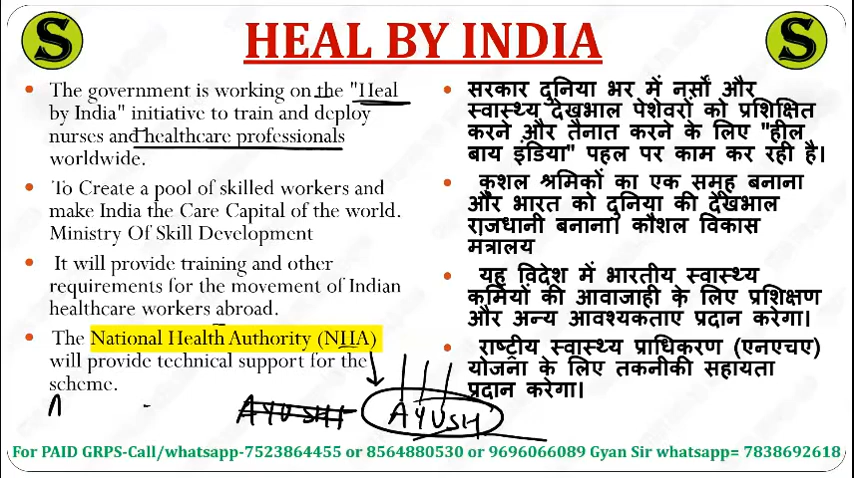 S
HEAL BY INDIA
S
• The government is working on the "Heal
by India" initiative to train and deploy
nurses and healthcare professionals
worldwide.
• To Create a pool of skilled workers and
make India the Care Capital of the world.
Ministry Of Skill Development
• It will provide training and other
requirements for the movement of Indian
healthcare workers abroad.
• The National Health Authority (NHA)
will provide technical support for the
scheme.
• सरकार दुनिया भर में नर्सों और
स्वास्थ्य देखभाल पेशेवरों को प्रशिक्षित
करने और तैनात करने के लिए "हील
बाय इंडिया" पहल पर काम कर रही है।
• कुशल श्रमिकों का एक समूह बनाना
और भारत को दुनिया की देखभाल
राजधानी बनाना। कौशल विकास
मंत्रालय
• यह विदेश में भारतीय स्वास्थ्य
कर्मियों की आवाजाही के लिए प्रशिक्षण
और अन्य आवश्यकताएं प्रदान करेगा।
• राष्ट्रीय स्वास्थ्य प्राधिकरण (एनएचए)
योजना के लिए तकनीकी सहायता
प्रदान करेगा।
AYUSH AYUSH
For PAID GRPS-Call/whatsapp-7523864455 or 8564880530 or 9696066089 Gyan Sir whatsapp= 7838692618